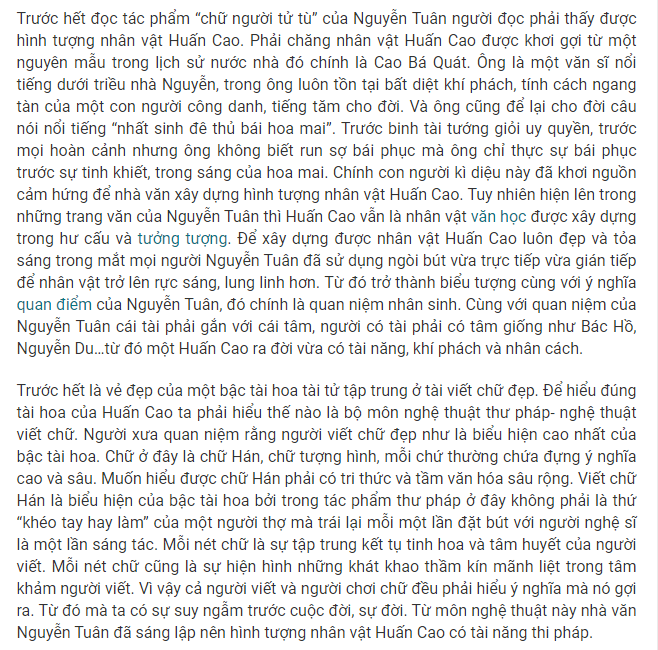 Trước hết đọc tác phẩm “chữ người tử tù” của Nguyễn Tuân người đọc phải thấy được
hình tượng nhân vật Huấn Cao. Phải chăng nhân vật Huấn Cao được khơi gợi từ một
nguyên mẫu trong lịch sử nước nhà đó chính là Cao Bá Quát. Ông là một văn sĩ nổi
tiếng dưới triều nhà Nguyễn, trong ông luôn tồn tại bất diệt khí phách, tính cách ngang
tàn của một con người công danh, tiếng tăm cho đời. Và ông cũng để lại cho đời câu
nói nổi tiếng “nhất sinh đê thủ bái hoa mai”. Trước binh tài tướng giỏi uy quyền, trước
mọi hoàn cảnh nhưng ông không biết run sợ bái phục mà ông chỉ thực sự bái phục
trước sự tinh khiết, trong sáng của hoa mai. Chính con người kì diệu này đã khơi nguồn
cảm hứng để nhà văn xây dựng hình tượng nhân vật Huấn Cao. Tuy nhiên hiện lên trong
những trang văn của Nguyễn Tuân thì Huấn Cao vẫn là nhân vật văn học được xây dựng
trong hư cấu và tưởng tượng. Để xây dựng được nhân vật Huấn Cao luôn đẹp và tỏa
sáng trong mắt mọi người Nguyễn Tuân đã sử dụng ngòi bút vừa trực tiếp vừa gián tiếp
để nhân vật trở lên rực sáng, lung linh hơn. Từ đó trở thành biểu tượng cùng với ý nghĩa
quan điểm của Nguyễn Tuân, đó chính là quan niệm nhân sinh. Cùng với quan niệm của
Nguyễn Tuân cái tài phải gắn với cái tâm, người có tài phải có tâm giống như Bác Hồ,
Nguyễn Du...từ đó một Huấn Cao ra đời vừa có tài năng, khí phách và nhân cách.
Trước hết là vẻ đẹp của một bậc tài hoa tài tử tập trung ở tài viết chữ đẹp. Để hiểu đúng
tài hoa của Huấn Cao ta phải hiểu thế nào là bộ môn nghệ thuật thư pháp- nghệ thuật
viết chữ. Người xưa quan niệm rằng người viết chữ đẹp như là biểu hiện cao nhất của
bậc tài hoa. Chữ ở đây là chữ Hán, chữ tượng hình, mỗi chứ thường chứa đựng ý nghĩa
cao và sâu. Muốn hiểu được chữ Hán phải có tri thức và tầm văn hóa sâu rộng. Viết chữ
Hán là biểu hiện của bậc tài hoa bởi trong tác phẩm thư pháp ở đây không phải là thứ
“khéo tay hay làm” của một người thợ mà trái lại mỗi một lần đặt bút với người nghệ sĩ
là một lần sáng tác. Mỗi nét chữ là sự tập trung kết tụ tinh hoa và tâm huyết của người
viết. Mỗi nét chữ cũng là sự hiện hình những khát khao thầm kín mãnh liệt trong tâm
khảm người viết. Vì vậy cả người viết và người chơi chữ đều phải hiểu ý nghĩa mà nó gợi
ra. Từ đó mà ta có sự suy ngẫm trước cuộc đời, sự đời. Từ môn nghệ thuật này nhà văn
Nguyễn Tuân đã sáng lập nên hình tượng nhân vật Huấn Cao có tài năng thi pháp.